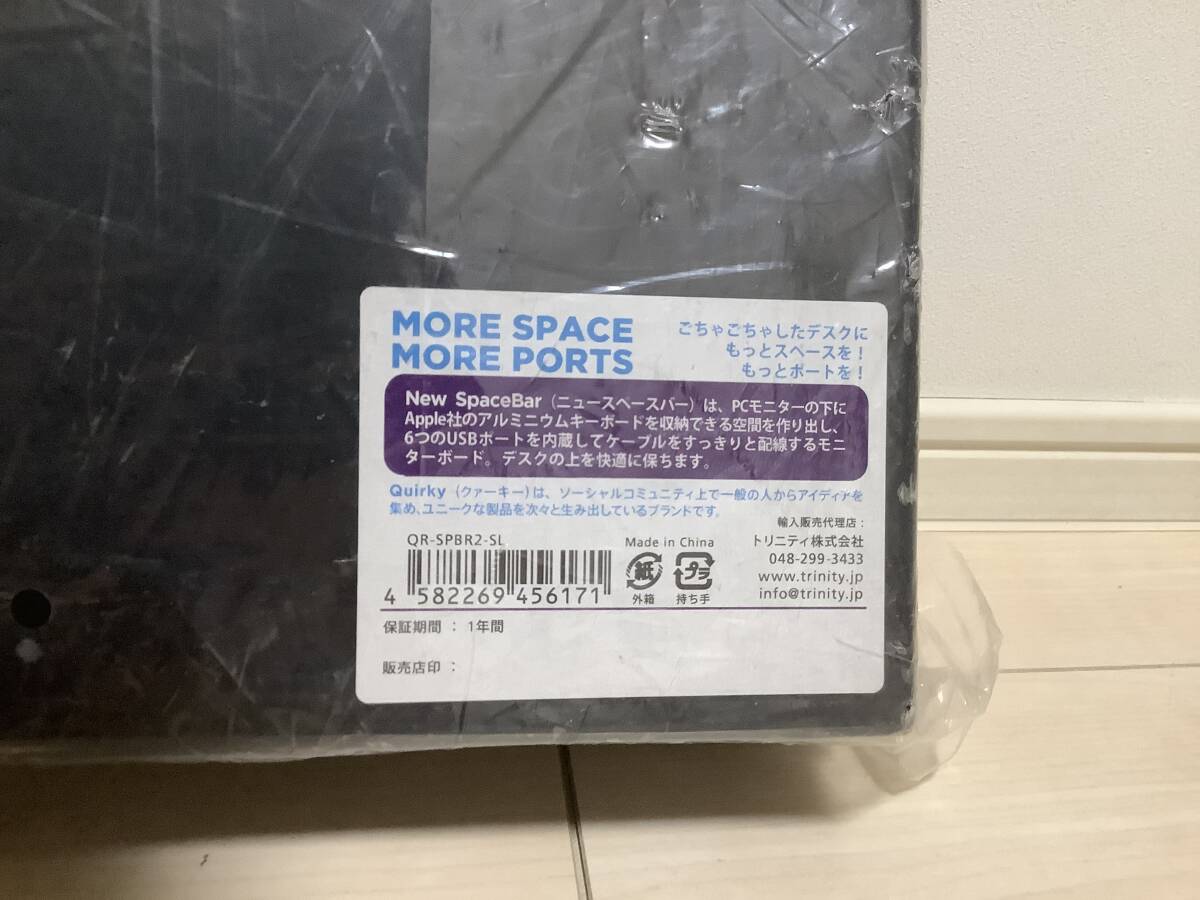 MORE SPACE
MORE PORTS
ごちゃごちゃしたデスクに
もっとスペースを！
もっとポートを！
New SpaceBar（ニュースペースバー）は、PCモニターの下に
Apple社のアルミニウムキーボードを収納できる空間を作り出し、
6つのUSBポートを内蔵してケーブルをすっきりと配線するモニ
ターボード。デスクの上を快適に保ちます。
Quirky（クァーキー）は、ソーシャルコミュニティ上で一般の人からアイディアを
集め、ユニークな製品を次々と生み出しているブランドです。
QR-SPBR2-SL
4 582269 456171
Made in China
紙
外箱
プラ
持ち手
輸入販売代理店：
トリニティ株式会社
048-299-3433
www.trinity.jp
info@trinity.jp
保証期間 ： 1年間
販売店印：